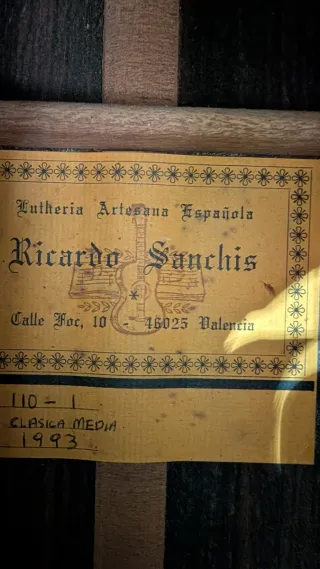 Lutheria Artesana Española
Ricardo Sanchis
Calle Foc, 10 - 46025 Valencia
110-1
CLASICA MEDIA
1993